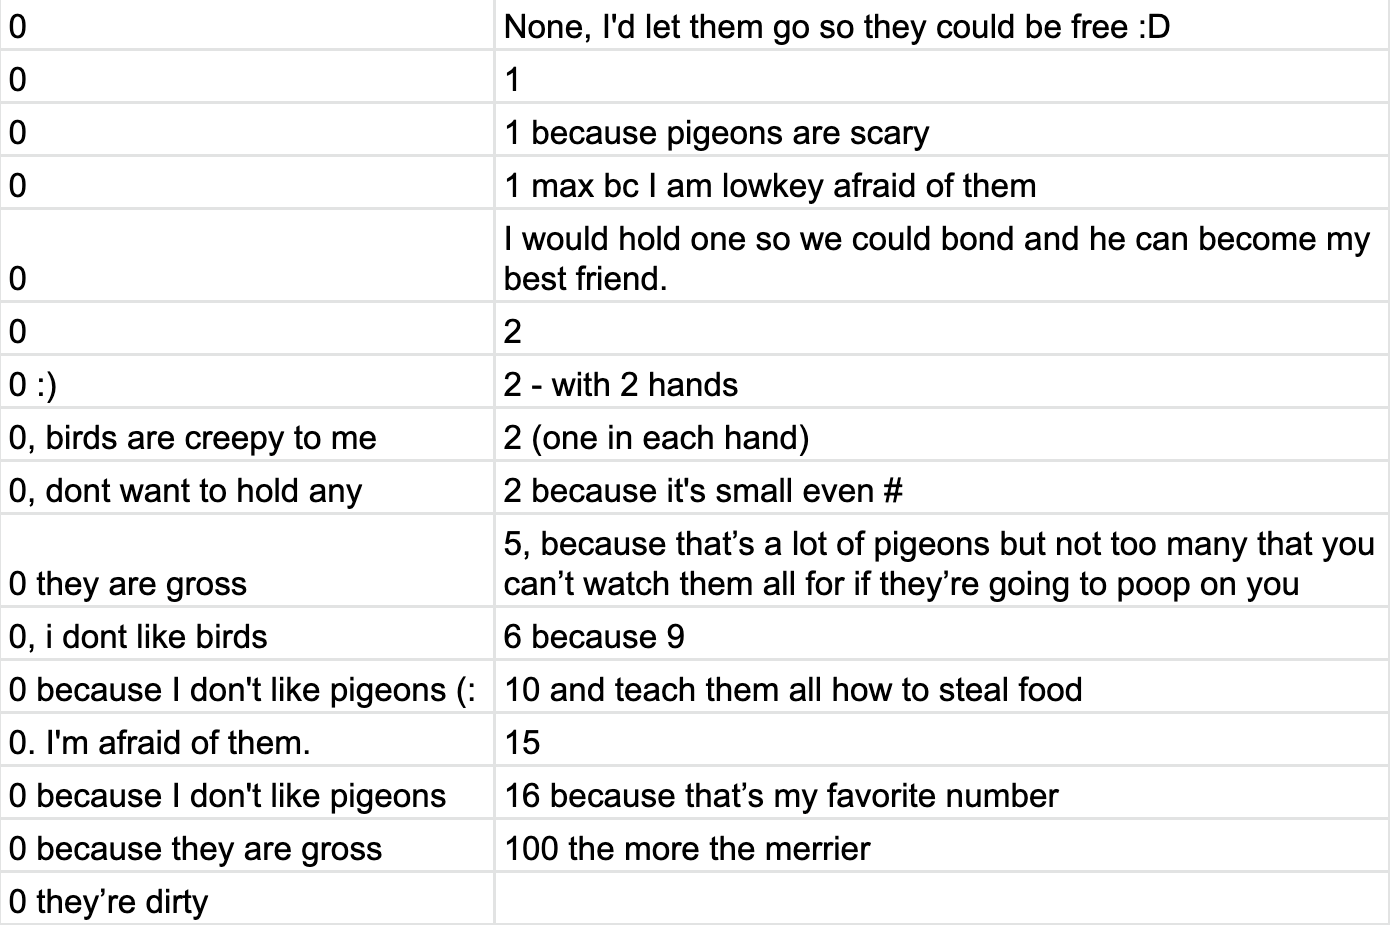 0
None, I'd let them go so they could be free :D
0
1
0
1 because pigeons are scary
0
1 max bc I am lowkey afraid of them
0
I would hold one so we could bond and he can become my
best friend.
0
2
0 :)
2 - with 2 hands
0, birds are creepy to me
2 (one in each hand)
0, dont want to hold any
2 because it's small even #
0 they are gross
5, because that’s a lot of pigeons but not too many that you
can’t watch them all for if they’re going to poop on you
0, i dont like birds
6 because 9
0 because I don't like pigeons (:
10 and teach them all how to steal food
0. I'm afraid of them.
15
0 because I don't like pigeons
16 because that’s my favorite number
0 because they are gross
100 the more the merrier
0 they’re dirty